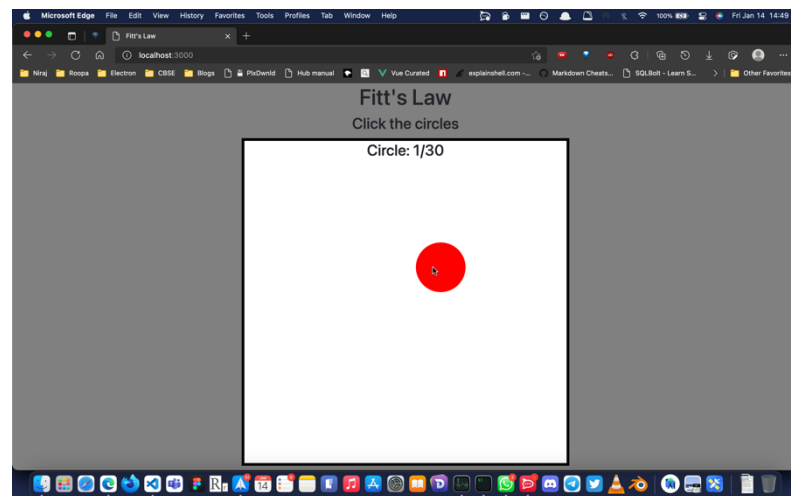 Microsoft Edge File Edit View History Favorites Tools Profiles Tab Window Help 100% Fri Jan 14 14:49
Fitt's Law
localhost:3000
Niraj Roopa Electron CBSE Blogs PixDwnld Hub manual Vue Curated explainshell.com -... Markdown Cheats... SQLBolt - Learn S... Other Favorites
Fitt's Law
Click the circles
Circle: 1/30